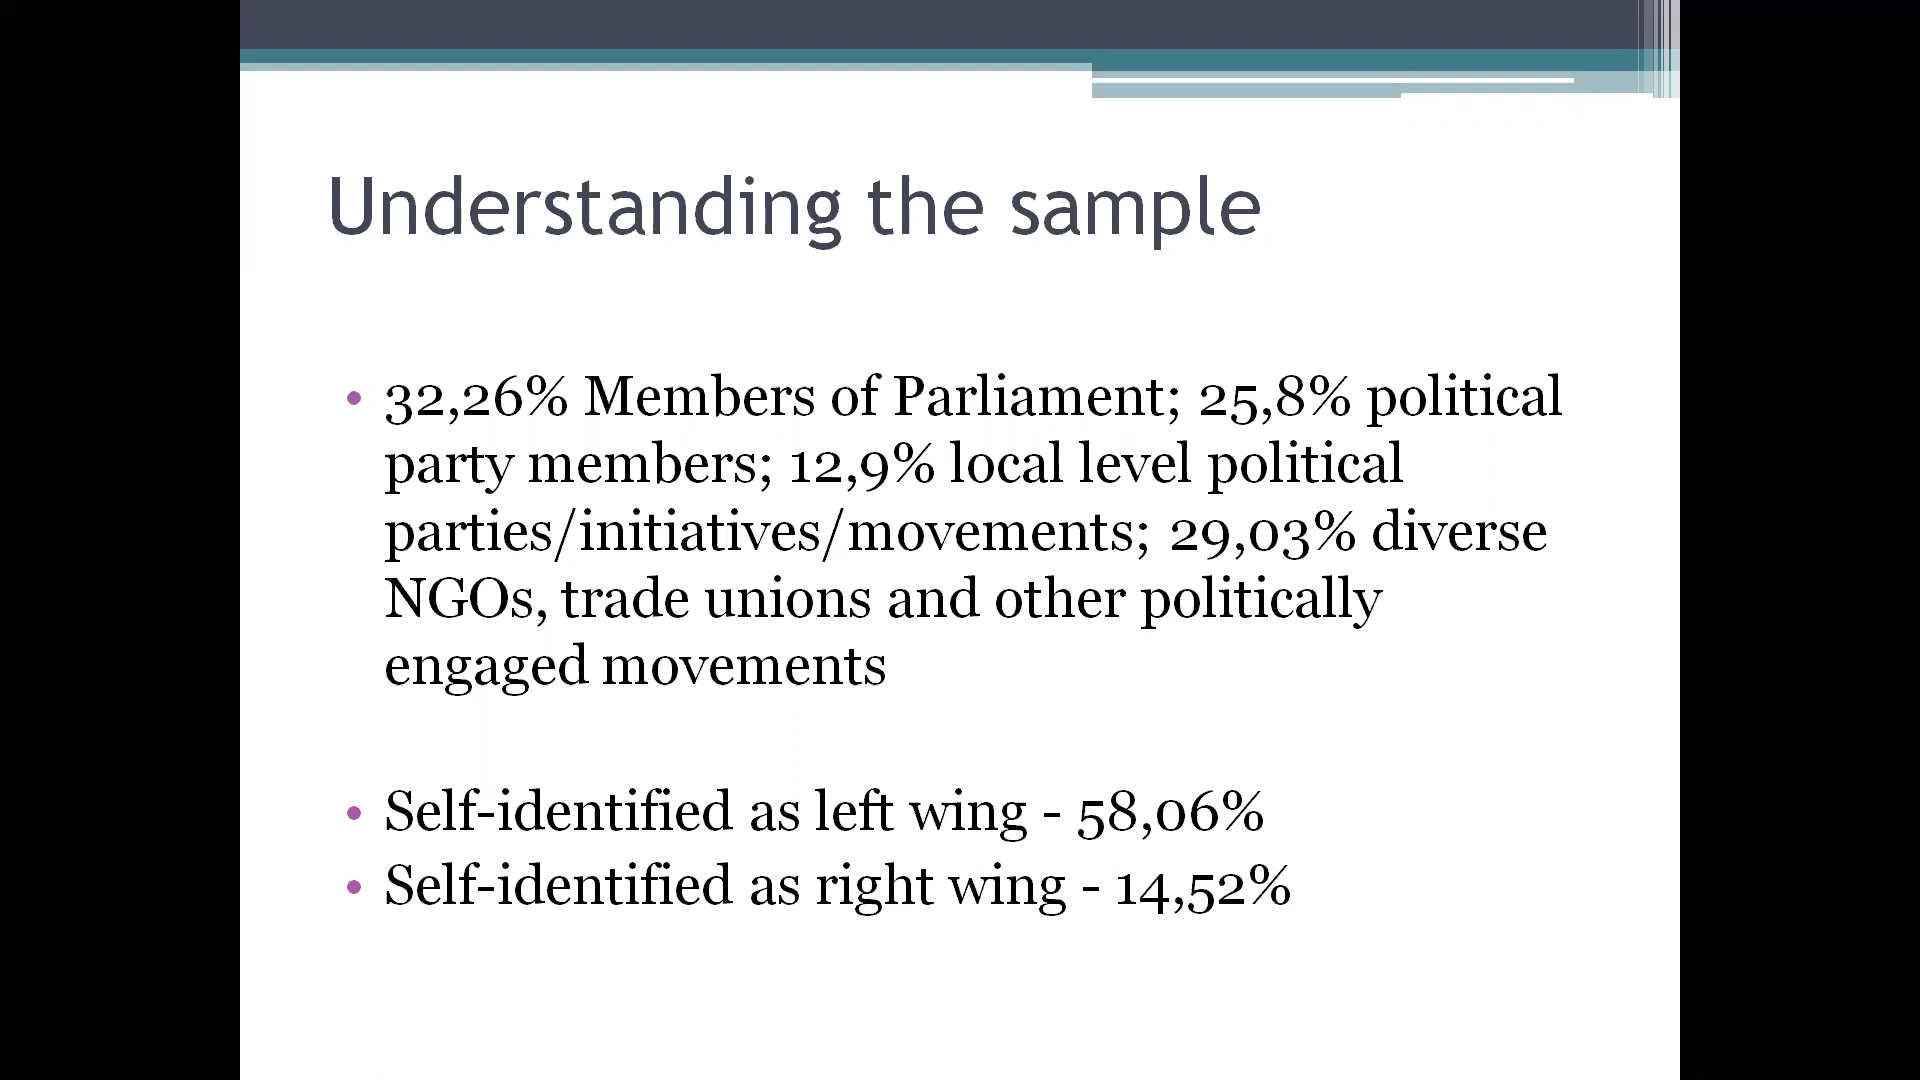 Understanding the sample
• 32,26% Members of Parliament; 25,8% political
party members; 12,9% local level political
parties/initiatives/movements; 29,03% diverse
NGOs, trade unions and other politically
engaged movements
• Self-identified as left wing - 58,06%
• Self-identified as right wing - 14,52%